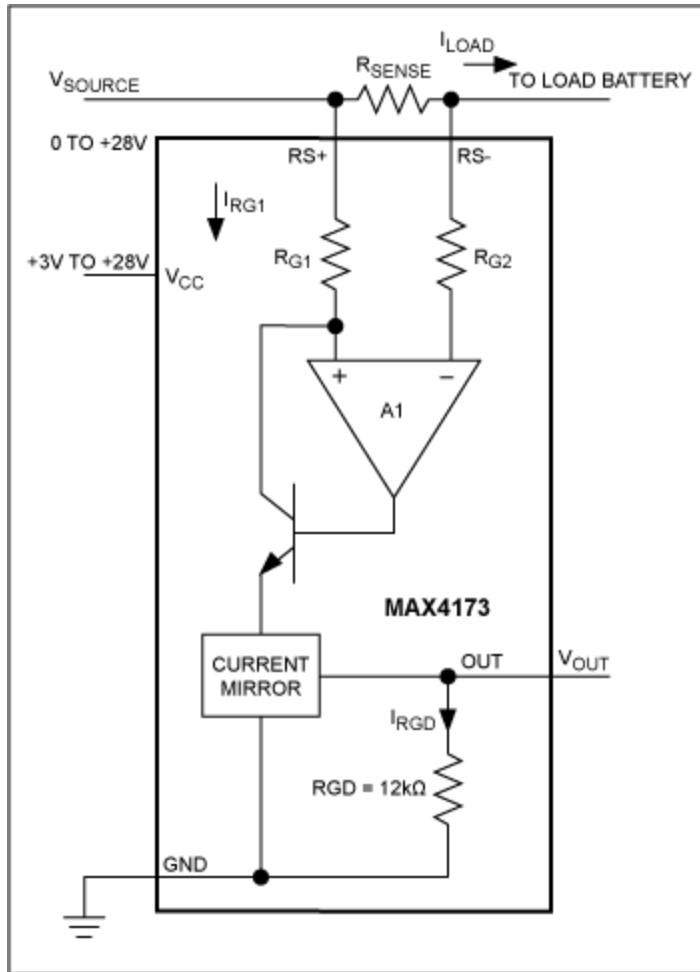 I_LOAD
R_SENSE
V_SOURCE
TO LOAD BATTERY
0 TO +28V
RS+
RS-
I_RG1
R_G1
R_G2
+3V TO +28V
V_CC
+
−
A1
MAX4173
CURRENT
MIRROR
OUT
V_OUT
I_RGD
RGD = 12kΩ
GND